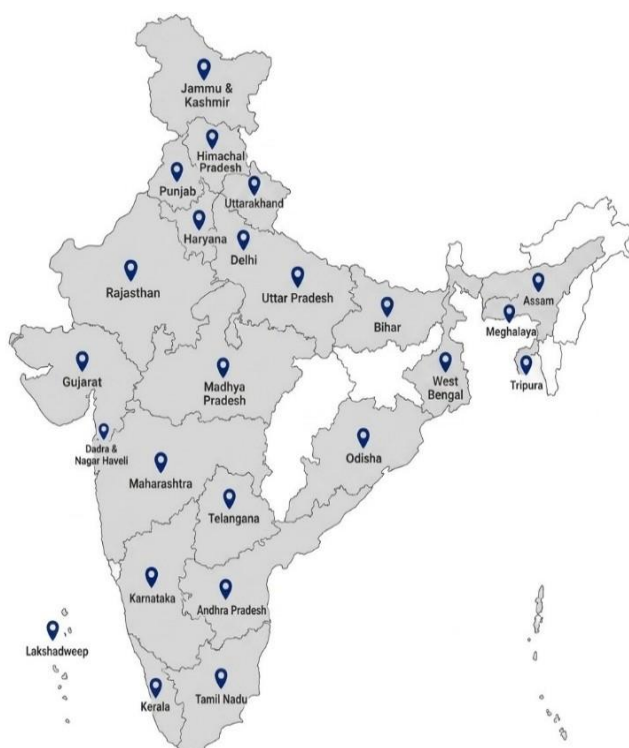 Jammu &
Kashmir
Himachal
Pradesh
Punjab
Uttarakhand
Haryana
Delhi
Rajasthan
Uttar Pradesh
Bihar
Assam
Meghalaya
Gujarat
Madhya
Pradesh
West
Bengal
Tripura
Dadra &
Nagar Haveli
Maharashtra
Odisha
Telangana
Karnataka
Andhra Pradesh
Lakshadweep
Kerala
Tamil Nadu